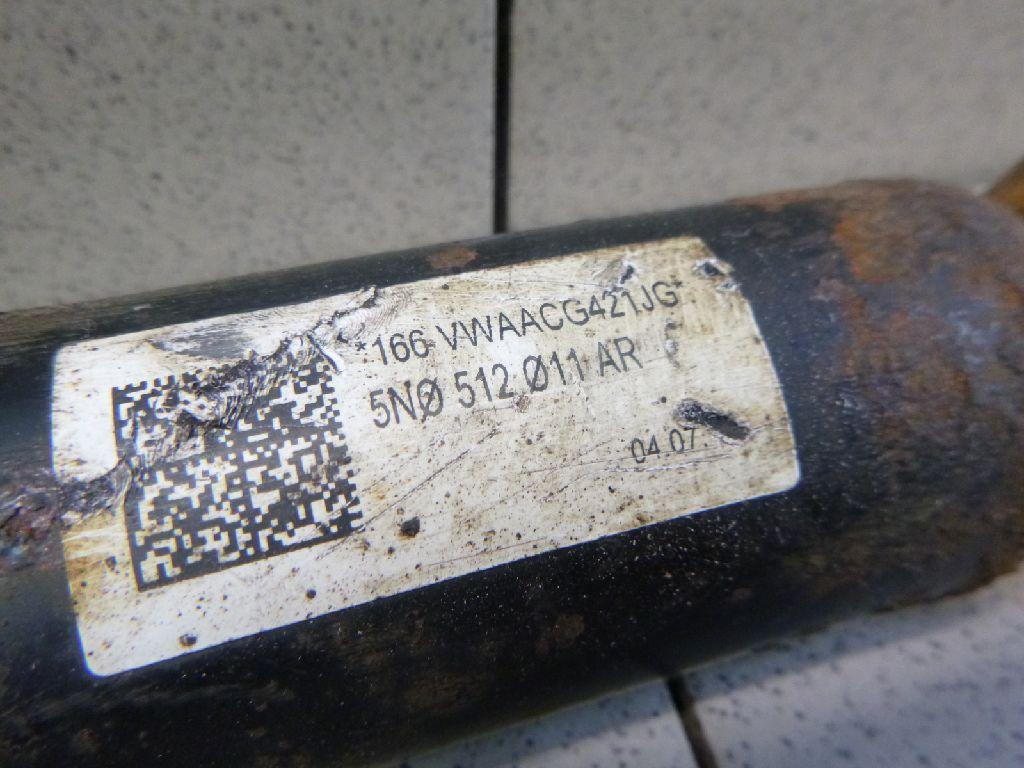 *166 VWAACG421JG*
5NØ 512 Ø11 AR
04.07.